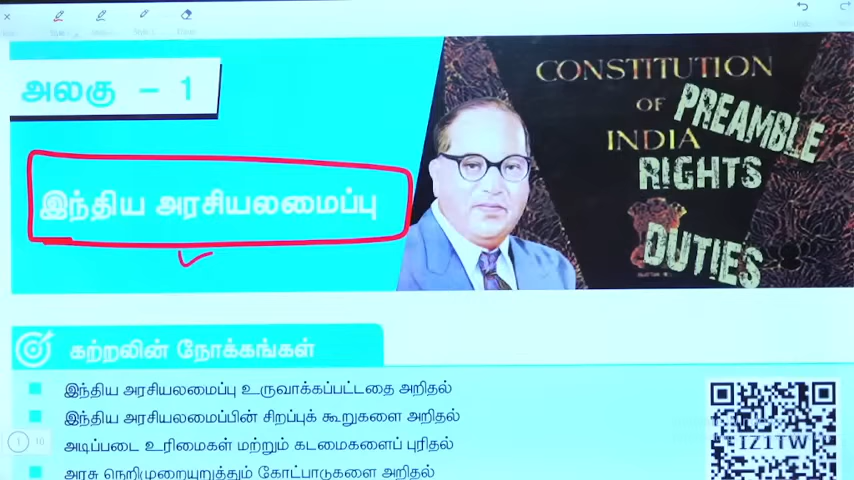 அலகு - 1
இந்திய அரசியலமைப்பு
CONSTITUTION
OF
INDIA
PREAMBLE
RIGHTS
DUTIES
கற்றலின் நோக்கங்கள்
இந்திய அரசியலமைப்பு உருவாக்கப்பட்டதை அறிதல்
இந்திய அரசியலமைப்பின் சிறப்புக் கூறுகளை அறிதல்
அடிப்படை உரிமைகள் மற்றும் கடமைகளைப் புரிதல்
அரசு நெறிமுறையுறுத்தும் கோட்பாடுகளை அறிதல்
IZ1TW
1 10